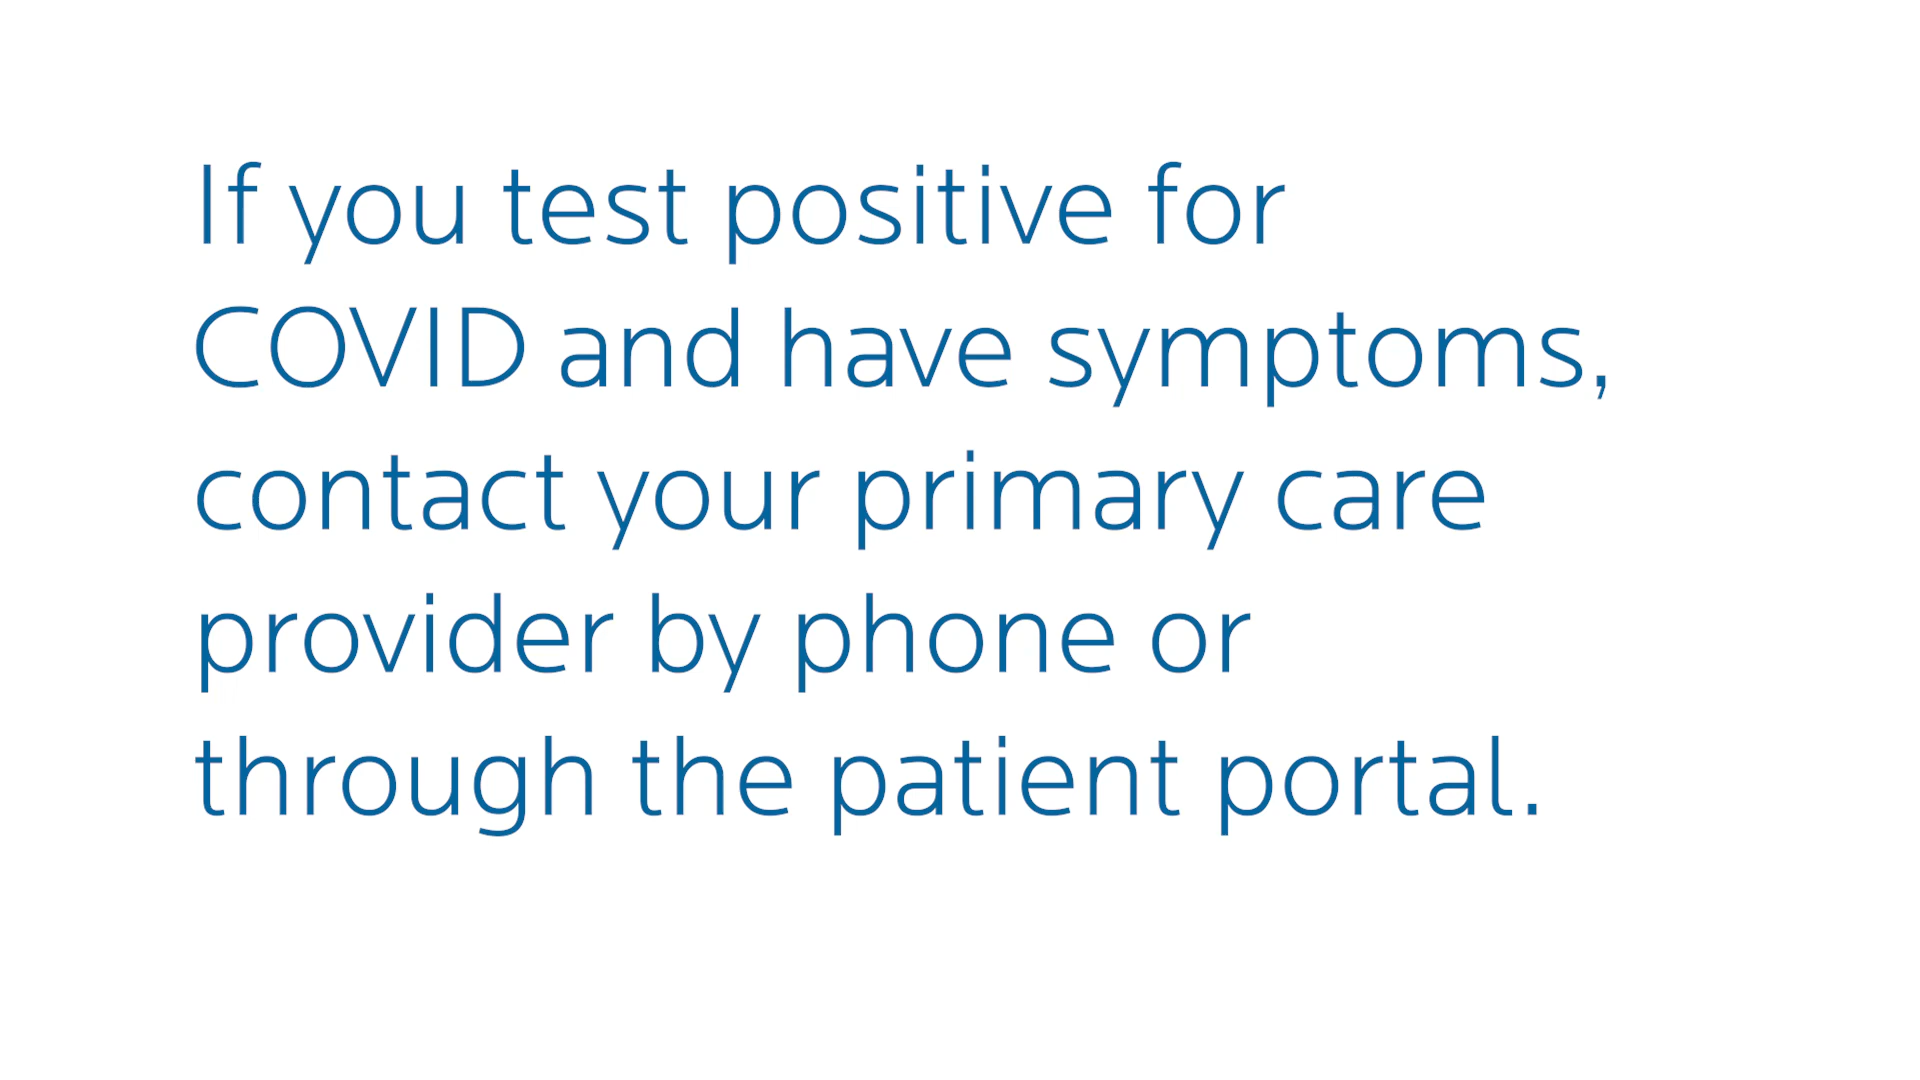 If you test positive for
COVID and have symptoms,
contact your primary care
provider by phone or
through the patient portal.